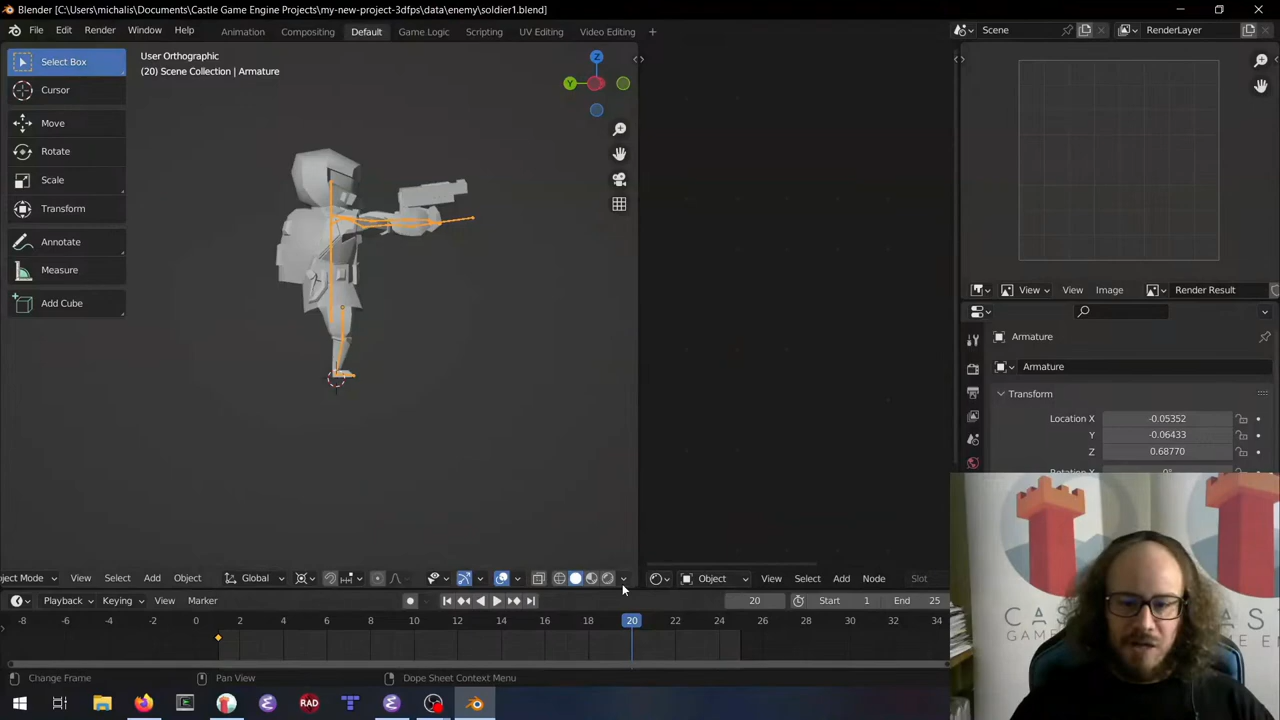 Blender [C:\Users\michalis\Documents\Castle Game Engine Projects\my-new-project-3dfps\data\enemy\soldier1.blend]
File Edit Render Window Help
Animation Compositing Default Game Logic Scripting UV Editing Video Editing +
Scene RenderLayer
User Orthographic
(20) Scene Collection | Armature
Select Box
Cursor
Move
Rotate
Scale
Transform
Annotate
Measure
Add Cube
Z
Y
View View Image Render Result
Armature
Armature
Transform
Location X -0.05352
Y -0.06433
Z 0.68770
Rotation X 0°
ject Mode View Select Add Object Global
Object View Select Add Node Slot
Playback Keying View Marker 20 Start 1 End 25
-8 -6 -4 -2 0 2 4 6 8 10 12 14 16 18 20 22 24 26 28 30 32 34
Change Frame Pan View Dope Sheet Context Menu
RAD